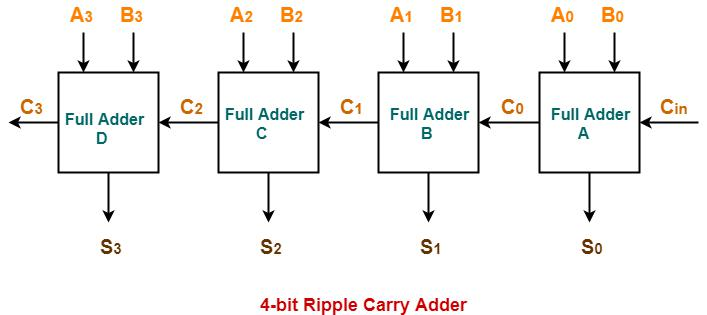 A3 B3 A2 B2 A1 B1 A0 B0
C3 Full Adder D C2 Full Adder C C1 Full Adder B C0 Full Adder A Cin
S3 S2 S1 S0
4-bit Ripple Carry Adder